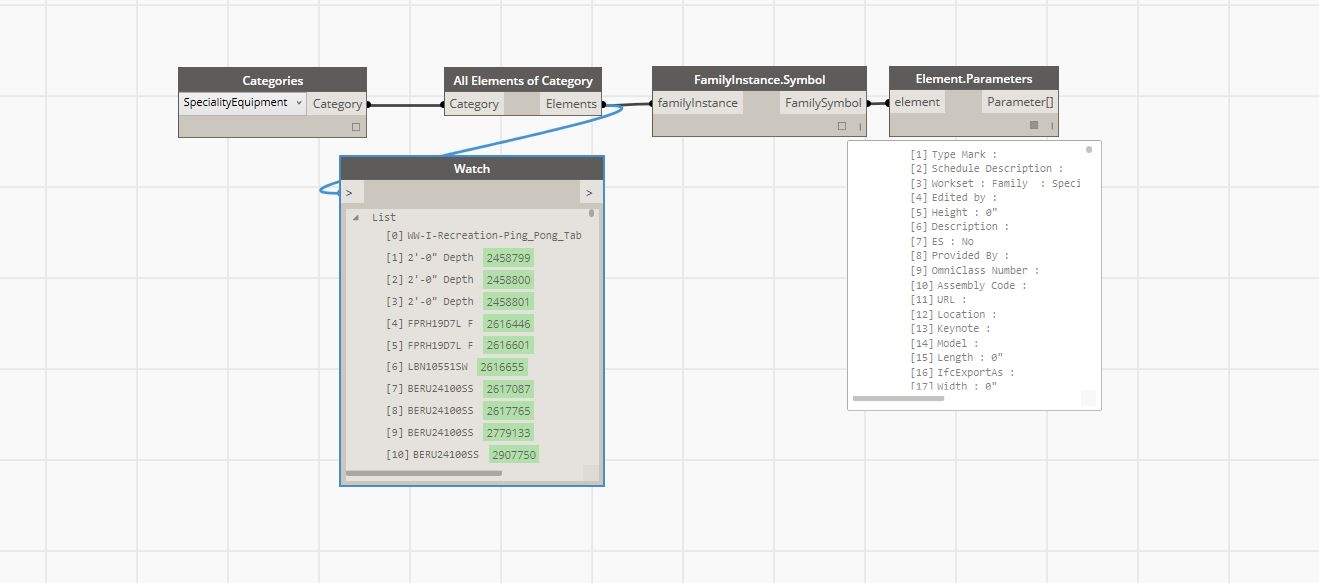 Categories
SpecialityEquipment Category
All Elements of Category
Category Elements
FamilyInstance.Symbol
familyInstance FamilySymbol
Element.Parameters
element Parameter[]
Watch
> >
List
[0] WW-I-Recreation-Ping_Pong_Tab
[1] 2'-0" Depth 2458799
[2] 2'-0" Depth 2458800
[3] 2'-0" Depth 2458801
[4] FPRH19D7L F 2616446
[5] FPRH19D7L F 2616601
[6] LBN10551SW 2616655
[7] BERU24100SS 2617087
[8] BERU24100SS 2617765
[9] BERU24100SS 2779133
[10] BERU24100SS 2907750
[1] Type Mark :
[2] Schedule Description :
[3] Workset : Family : Speci
[4] Edited by :
[5] Height : 0"
[6] Description :
[7] ES : No
[8] Provided By :
[9] OmniClass Number :
[10] Assembly Code :
[11] URL :
[12] Location :
[13] Keynote :
[14] Model :
[15] Length : 0"
[16] IfcExportAs :
[17] Width : 0"